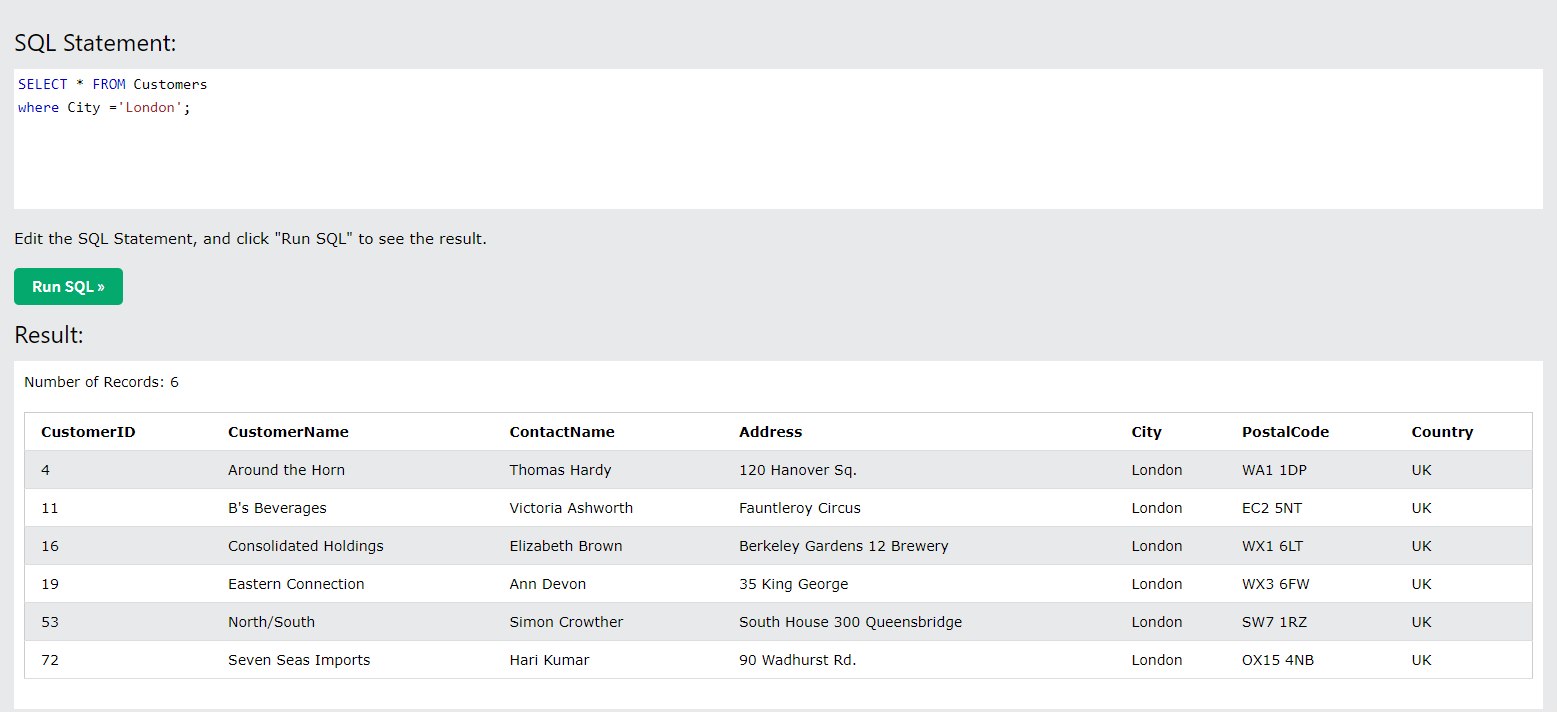 SQL Statement:
SELECT * FROM Customers
where City ='London';
Edit the SQL Statement, and click "Run SQL" to see the result.
Run SQL »
Result:
Number of Records: 6
CustomerID CustomerName ContactName Address City PostalCode Country
4 Around the Horn Thomas Hardy 120 Hanover Sq. London WA1 1DP UK
11 B's Beverages Victoria Ashworth Fauntleroy Circus London EC2 5NT UK
16 Consolidated Holdings Elizabeth Brown Berkeley Gardens 12 Brewery London WX1 6LT UK
19 Eastern Connection Ann Devon 35 King George London WX3 6FW UK
53 North/South Simon Crowther South House 300 Queensbridge London SW7 1RZ UK
72 Seven Seas Imports Hari Kumar 90 Wadhurst Rd. London OX15 4NB UK